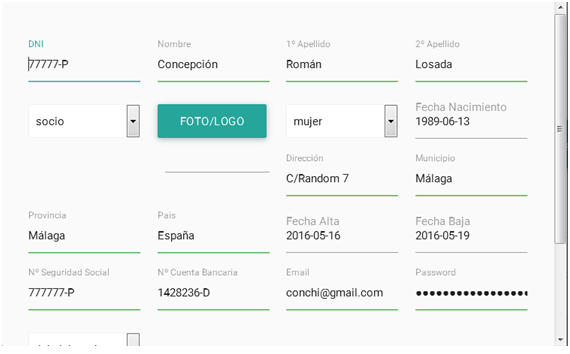 DNI Nombre 1º Apellido 2º Apellido
77777-P Concepción Román Losada
Fecha Nacimiento
socio FOTO/LOGO mujer 1989-06-13
Dirección Municipio
C/Random 7 Málaga
Provincia Pais Fecha Alta Fecha Baja
Málaga España 2016-05-16 2016-05-19
Nº Seguridad Social Nº Cuenta Bancaria Email Password
777777-P 1428236-D conchi@gmail.com ●●●●●●●●●●●●●●●●●